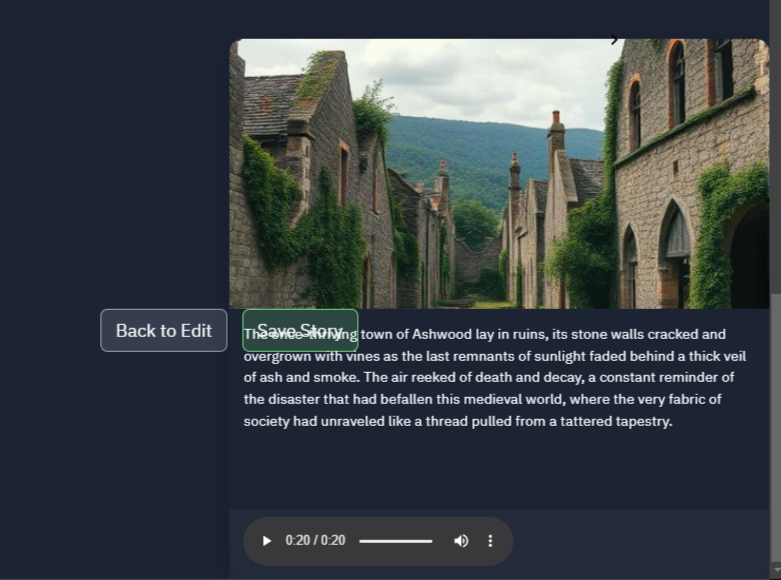 Back to Edit
Save Story
The once-thriving town of Ashwood lay in ruins, its stone walls cracked and
overgrown with vines as the last remnants of sunlight faded behind a thick veil
of ash and smoke. The air reeked of death and decay, a constant reminder of
the disaster that had befallen this medieval world, where the very fabric of
society had unraveled like a thread pulled from a tattered tapestry.
0:20 / 0:20